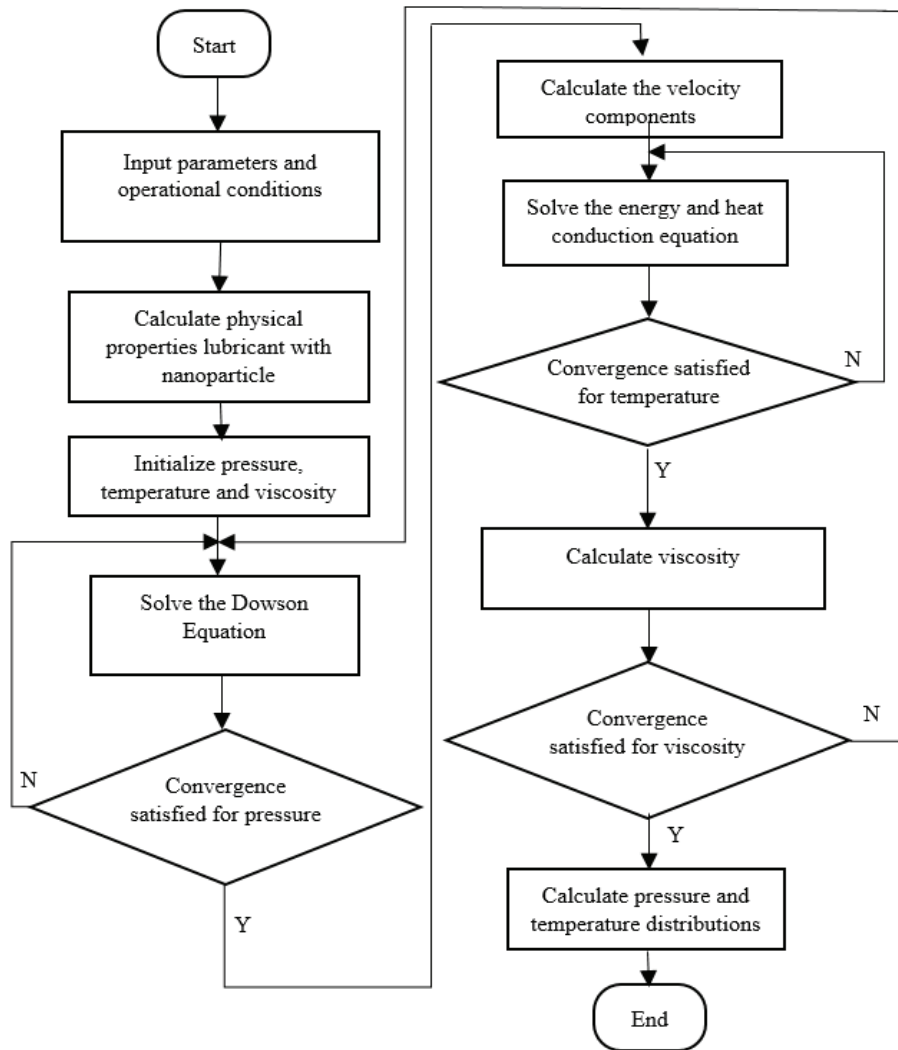 Start
Input parameters and
operational conditions
Calculate physical
properties lubricant with
nanoparticle
Initialize pressure,
temperature and viscosity
Solve the Dowson
Equation
Convergence
satisfied for pressure
N
Y
Calculate the velocity
components
Solve the energy and heat
conduction equation
Convergence satisfied
for temperature
N
Y
Calculate viscosity
Convergence
satisfied for viscosity
N
Y
Calculate pressure and
temperature distributions
End